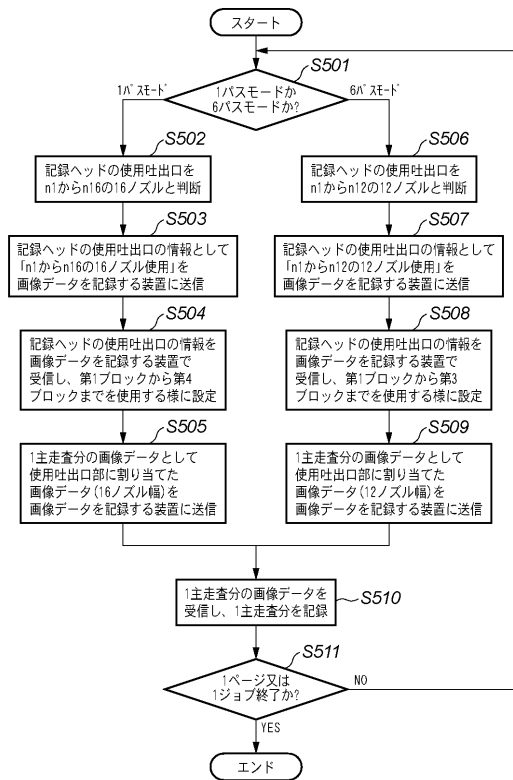 スタート
S501
1パスモードか
6パスモードか?
1パスモード
6パスモード
S502
記録ヘッドの使用吐出口を
n1からn16の16ノズルと判断
S503
記録ヘッドの使用吐出口の情報として
「n1からn16の16ノズル使用」を
画像データを記録する装置に送信
S504
記録ヘッドの使用吐出口の情報を
画像データを記録する装置で
受信し、第1ブロックから第4
ブロックまでを使用する様に設定
S505
1主走査分の画像データとして
使用吐出口部に割り当てた
画像データ(16ノズル幅)を
画像データを記録する装置に送信
S506
記録ヘッドの使用吐出口を
n1からn12の12ノズルと判断
S507
記録ヘッドの使用吐出口の情報として
「n1からn12の12ノズル使用」を
画像データを記録する装置に送信
S508
記録ヘッドの使用吐出口の情報を
画像データを記録する装置で
受信し、第1ブロックから第3
ブロックまでを使用する様に設定
S509
1主走査分の画像データとして
使用吐出口部に割り当てた
画像データ(12ノズル幅)を
画像データを記録する装置に送信
S510
1主走査分の画像データを
受信し、1主走査分を記録
S511
1ページ又は
1ジョブ終了か?
NO
YES
エンド